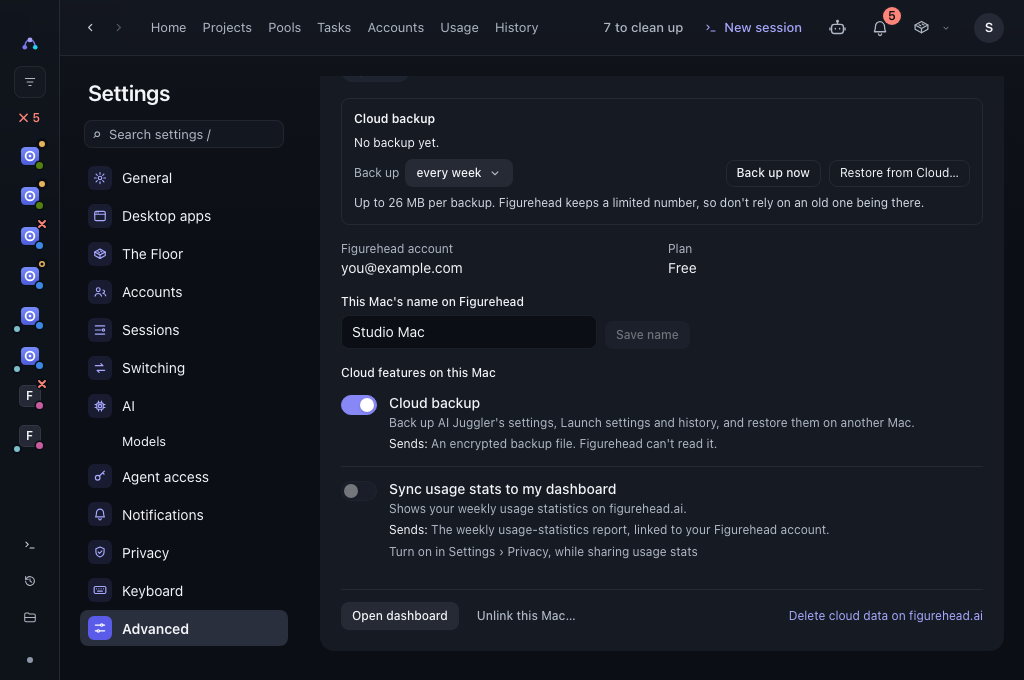 Home Projects Pools Tasks Accounts Usage History 7 to clean up New session 5 S
5
F
F
Settings
Search settings /
General
Desktop apps
The Floor
Accounts
Sessions
Switching
AI
Models
Agent access
Notifications
Privacy
Keyboard
Advanced
Cloud backup
No backup yet.
Back up every week Back up now Restore from Cloud...
Up to 26 MB per backup. Figurehead keeps a limited number, so don't rely on an old one being there.
Figurehead account Plan
you@example.com Free
This Mac's name on Figurehead
Studio Mac Save name
Cloud features on this Mac
Cloud backup
Back up AI Juggler's settings, Launch settings and history, and restore them on another Mac.
Sends: An encrypted backup file. Figurehead can't read it.
Sync usage stats to my dashboard
Shows your weekly usage statistics on figurehead.ai.
Sends: The weekly usage-statistics report, linked to your Figurehead account.
Turn on in Settings › Privacy, while sharing usage stats
Open dashboard Unlink this Mac... Delete cloud data on figurehead.ai